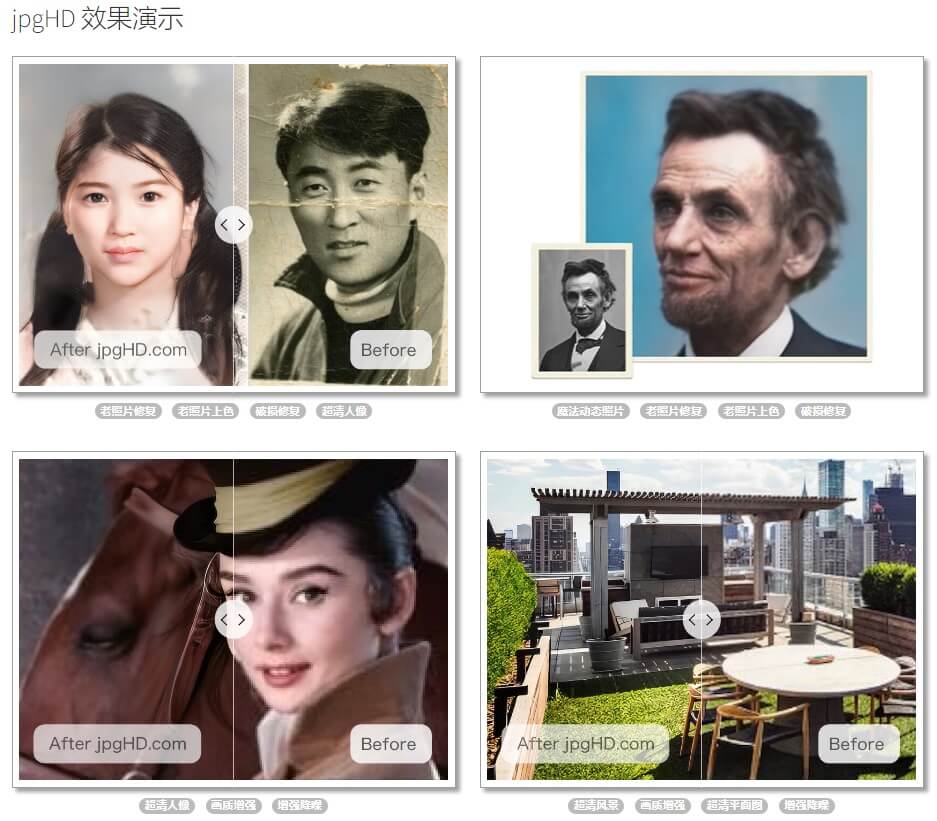 jpgHD 效果演示
After jpgHD.com
Before
老照片修复 老照片上色 破损修复 超清人像
魔法动态照片 老照片修复 老照片上色 破损修复
After jpgHD.com
Before
After jpgHD.com
Before
超清人像 画质增强 增强降噪
超清风景 画质增强 超清平面图 增强降噪